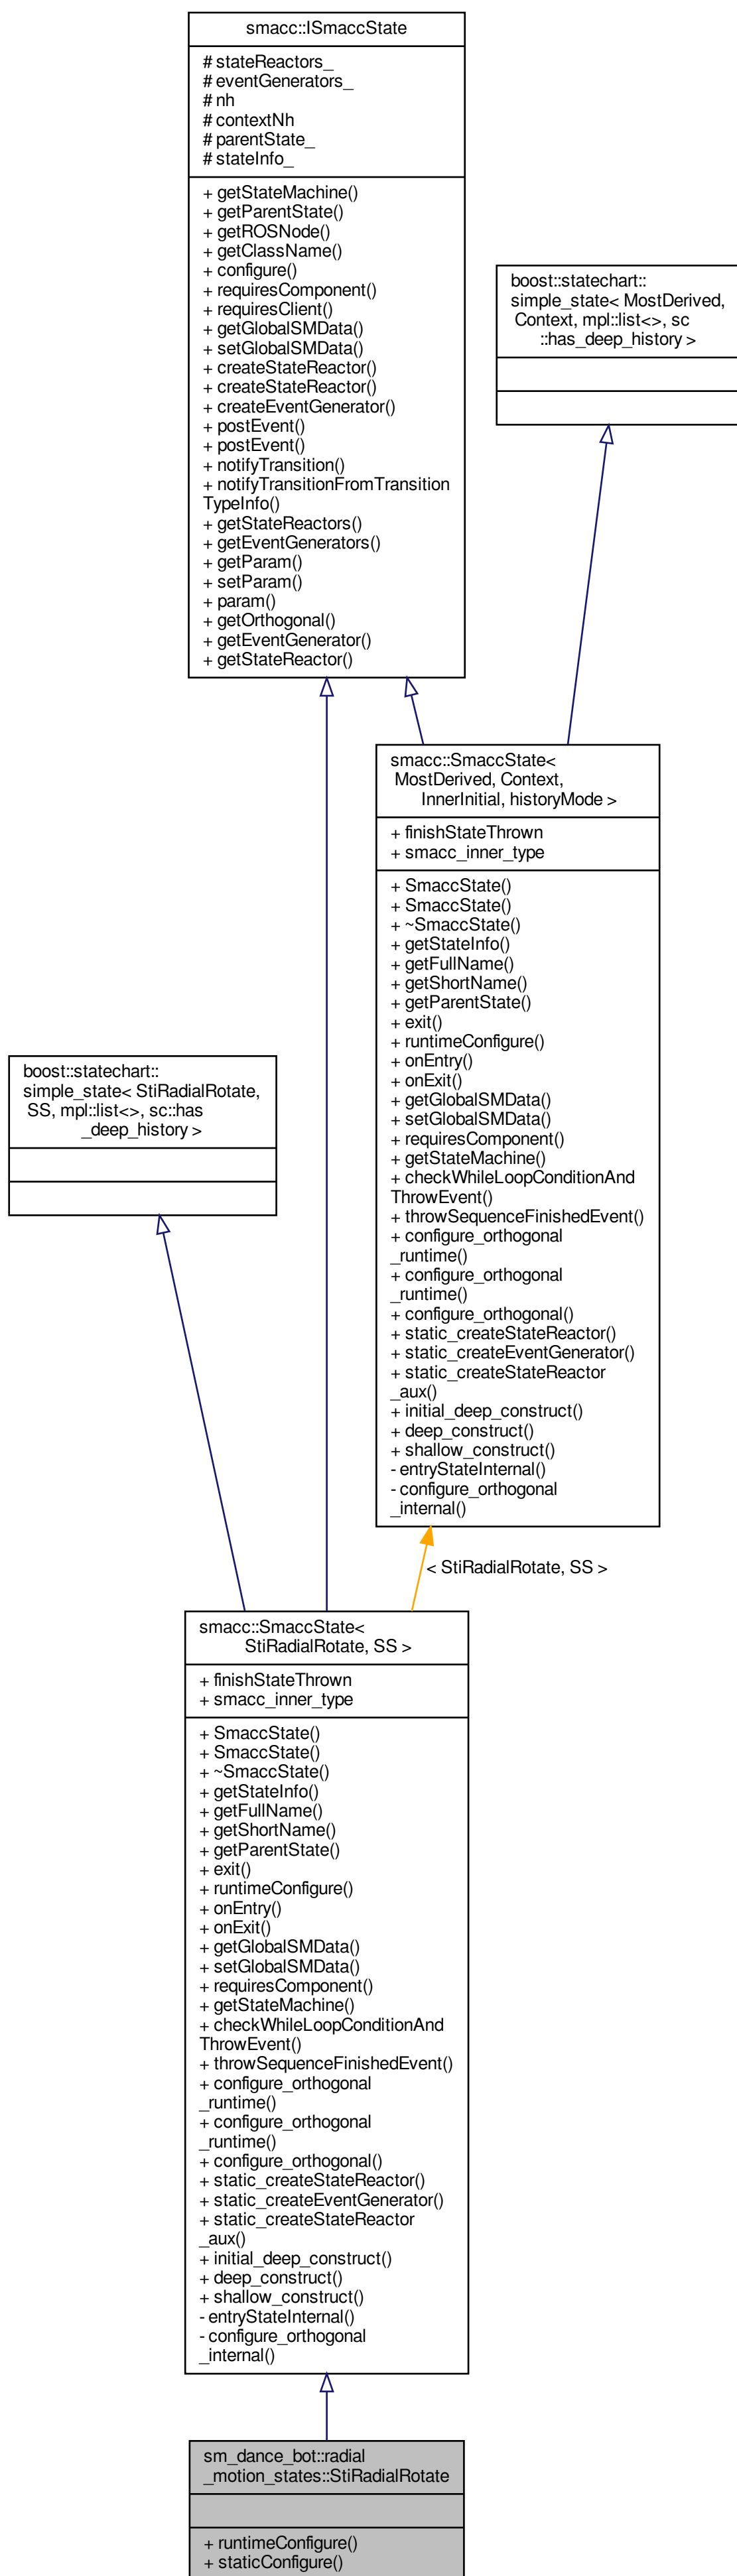 smacc::ISmaccState
# stateReactors_
# eventGenerators_
# nh
# contextNh
# parentState_
# stateInfo_
+ getStateMachine()
+ getParentState()
+ getROSNode()
+ getClassName()
+ configure()
+ requiresComponent()
+ requiresClient()
+ getGlobalSMData()
+ setGlobalSMData()
+ createStateReactor()
+ createStateReactor()
+ createEventGenerator()
+ postEvent()
+ postEvent()
+ notifyTransition()
+ notifyTransitionFromTransition
TypeInfo()
+ getStateReactors()
+ getEventGenerators()
+ getParam()
+ setParam()
+ param()
+ getOrthogonal()
+ getEventGenerator()
+ getStateReactor()
boost::statechart::
simple_state< MostDerived,
Context, mpl::list<>, sc
::has_deep_history >
smacc::SmaccState<
MostDerived, Context,
InnerInitial, historyMode >
+ finishStateThrown
+ smacc_inner_type
+ SmaccState()
+ SmaccState()
+ ~SmaccState()
+ getStateInfo()
+ getFullName()
+ getShortName()
+ getParentState()
+ exit()
+ runtimeConfigure()
+ onEntry()
+ onExit()
+ getGlobalSMData()
+ setGlobalSMData()
+ requiresComponent()
+ getStateMachine()
+ checkWhileLoopConditionAnd
ThrowEvent()
+ throwSequenceFinishedEvent()
+ configure_orthogonal
_runtime()
+ configure_orthogonal
_runtime()
+ configure_orthogonal()
+ static_createStateReactor()
+ static_createEventGenerator()
+ static_createStateReactor
_aux()
+ initial_deep_construct()
+ deep_construct()
+ shallow_construct()
- entryStateInternal()
- configure_orthogonal
_internal()
boost::statechart::
simple_state< StiRadialRotate,
SS, mpl::list<>, sc::has
_deep_history >
< StiRadialRotate, SS >
smacc::SmaccState<
StiRadialRotate, SS >
+ finishStateThrown
+ smacc_inner_type
+ SmaccState()
+ SmaccState()
+ ~SmaccState()
+ getStateInfo()
+ getFullName()
+ getShortName()
+ getParentState()
+ exit()
+ runtimeConfigure()
+ onEntry()
+ onExit()
+ getGlobalSMData()
+ setGlobalSMData()
+ requiresComponent()
+ getStateMachine()
+ checkWhileLoopConditionAnd
ThrowEvent()
+ throwSequenceFinishedEvent()
+ configure_orthogonal
_runtime()
+ configure_orthogonal
_runtime()
+ configure_orthogonal()
+ static_createStateReactor()
+ static_createEventGenerator()
+ static_createStateReactor
_aux()
+ initial_deep_construct()
+ deep_construct()
+ shallow_construct()
- entryStateInternal()
- configure_orthogonal
_internal()
sm_dance_bot::radial
_motion_states::StiRadialRotate
+ runtimeConfigure()
+ staticConfigure()